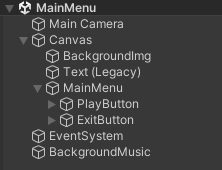 MainMenu
Main Camera
Canvas
BackgroundImg
Text (Legacy)
MainMenu
PlayButton
ExitButton
EventSystem
BackgroundMusic